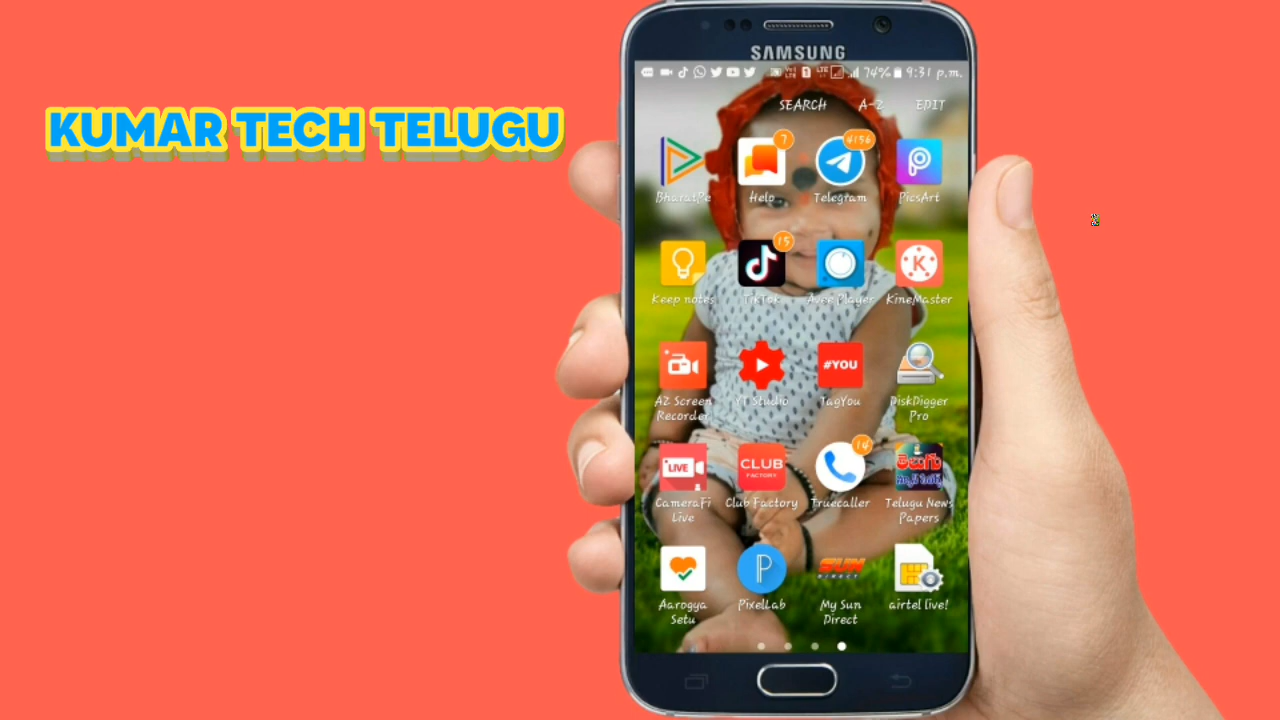 KUMAR TECH TELUGU
SAMSUNG
74% 9:31 p.m.
SEARCH A-Z EDIT
7 4156
BharatPe Helo Telegram PicsArt
15
Keep notes TikTok Avee Player KineMaster
#YOU
A2 Screen Recorder YT Studio TagYou DiskDigger Pro
14
LIVE CLUB FACTORY
CameraFi Live Club Factory Truecaller Telugu News Papers
SUN DIRECT
Aarogya Setu PixelLab My Sun Direct airtel live!